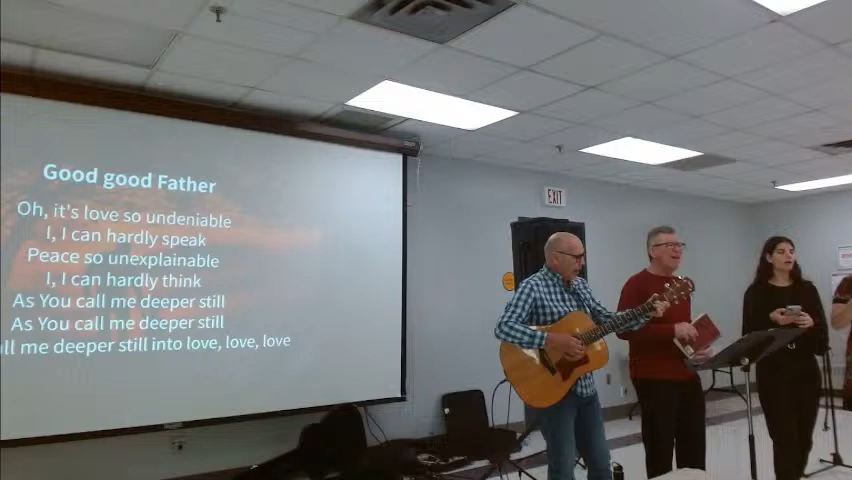 Good good Father
Oh, it's love so undeniable
I, I can hardly speak
Peace so unexplainable
I, I can hardly think
As You call me deeper still
As You call me deeper still
me deeper still into love, love, love
EXIT